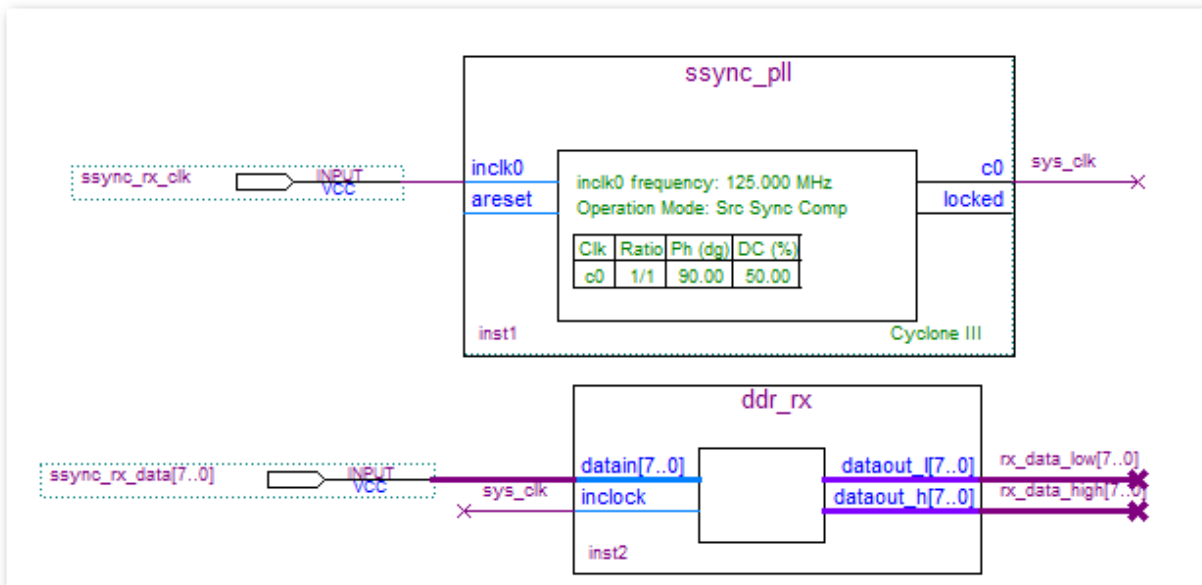 ssync_pll
ssync_rx_clk
INPUT
VCC
inclk0
areset
inclk0 frequency: 125.000 MHz
Operation Mode: Src Sync Comp
Clk Ratio Ph (dg) DC (%)
c0 1/1 90.00 50.00
c0
locked
sys_clk
inst1
Cyclone III
ddr_rx
ssync_rx_data[7..0]
INPUT
VCC
sys_clk
datain[7..0]
inclock
dataout_l[7..0]
dataout_h[7..0]
rx_data_low[7..0]
rx_data_high[7..0]
inst2